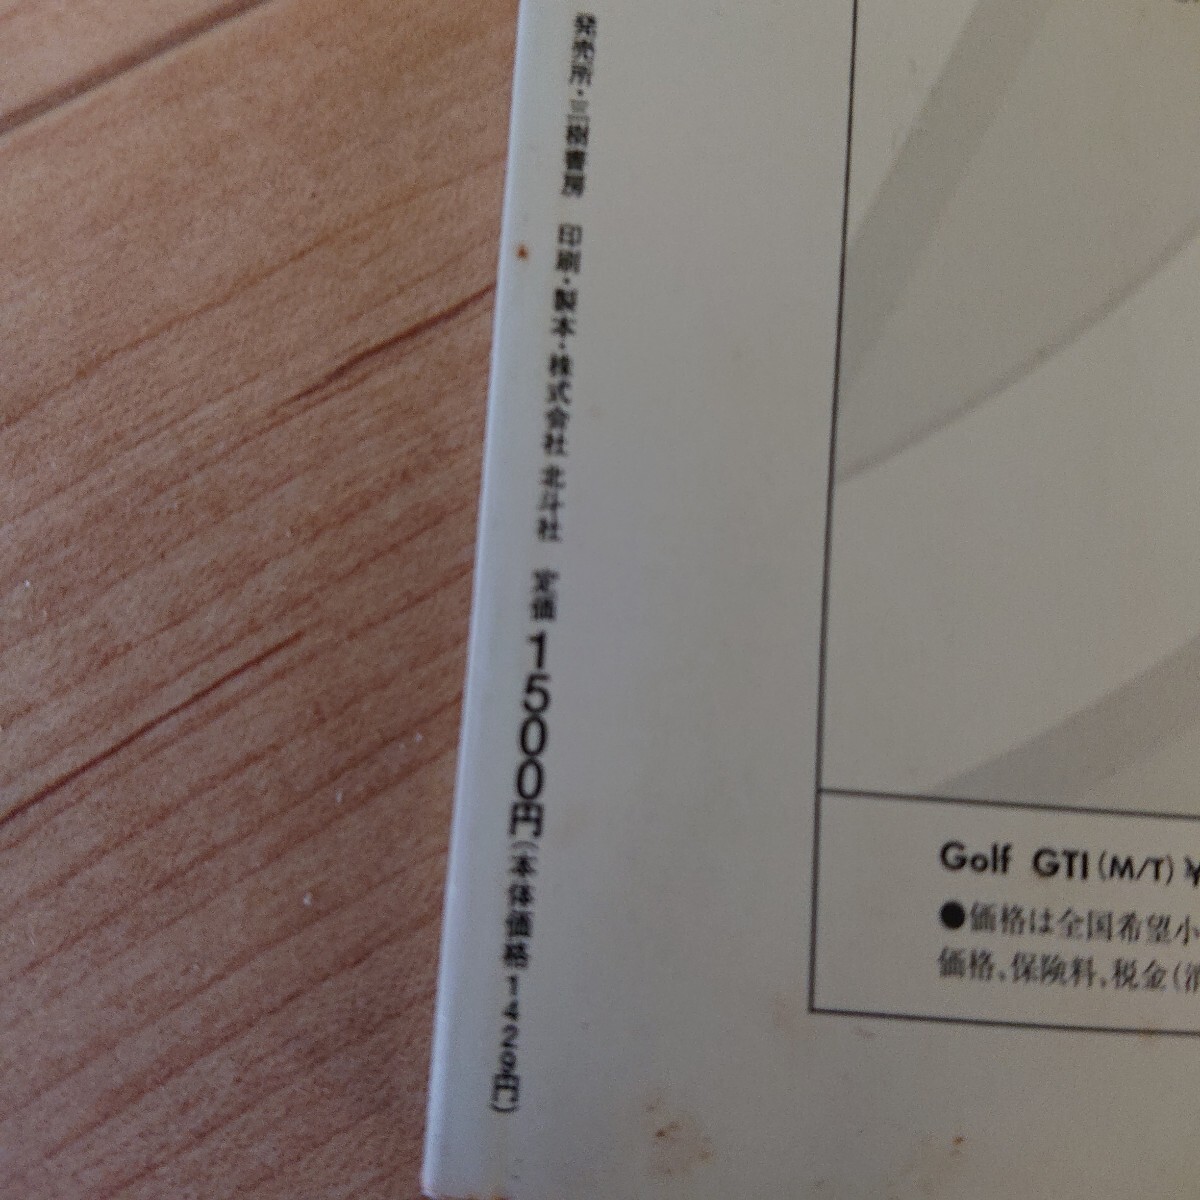 発売所・三樹書房 印刷・製本・株式会社 北斗社 定価1500円(本体価格1429円)
Golf GTI(M/T)¥
●価格は全国希望小
価格、保険料、税金(消